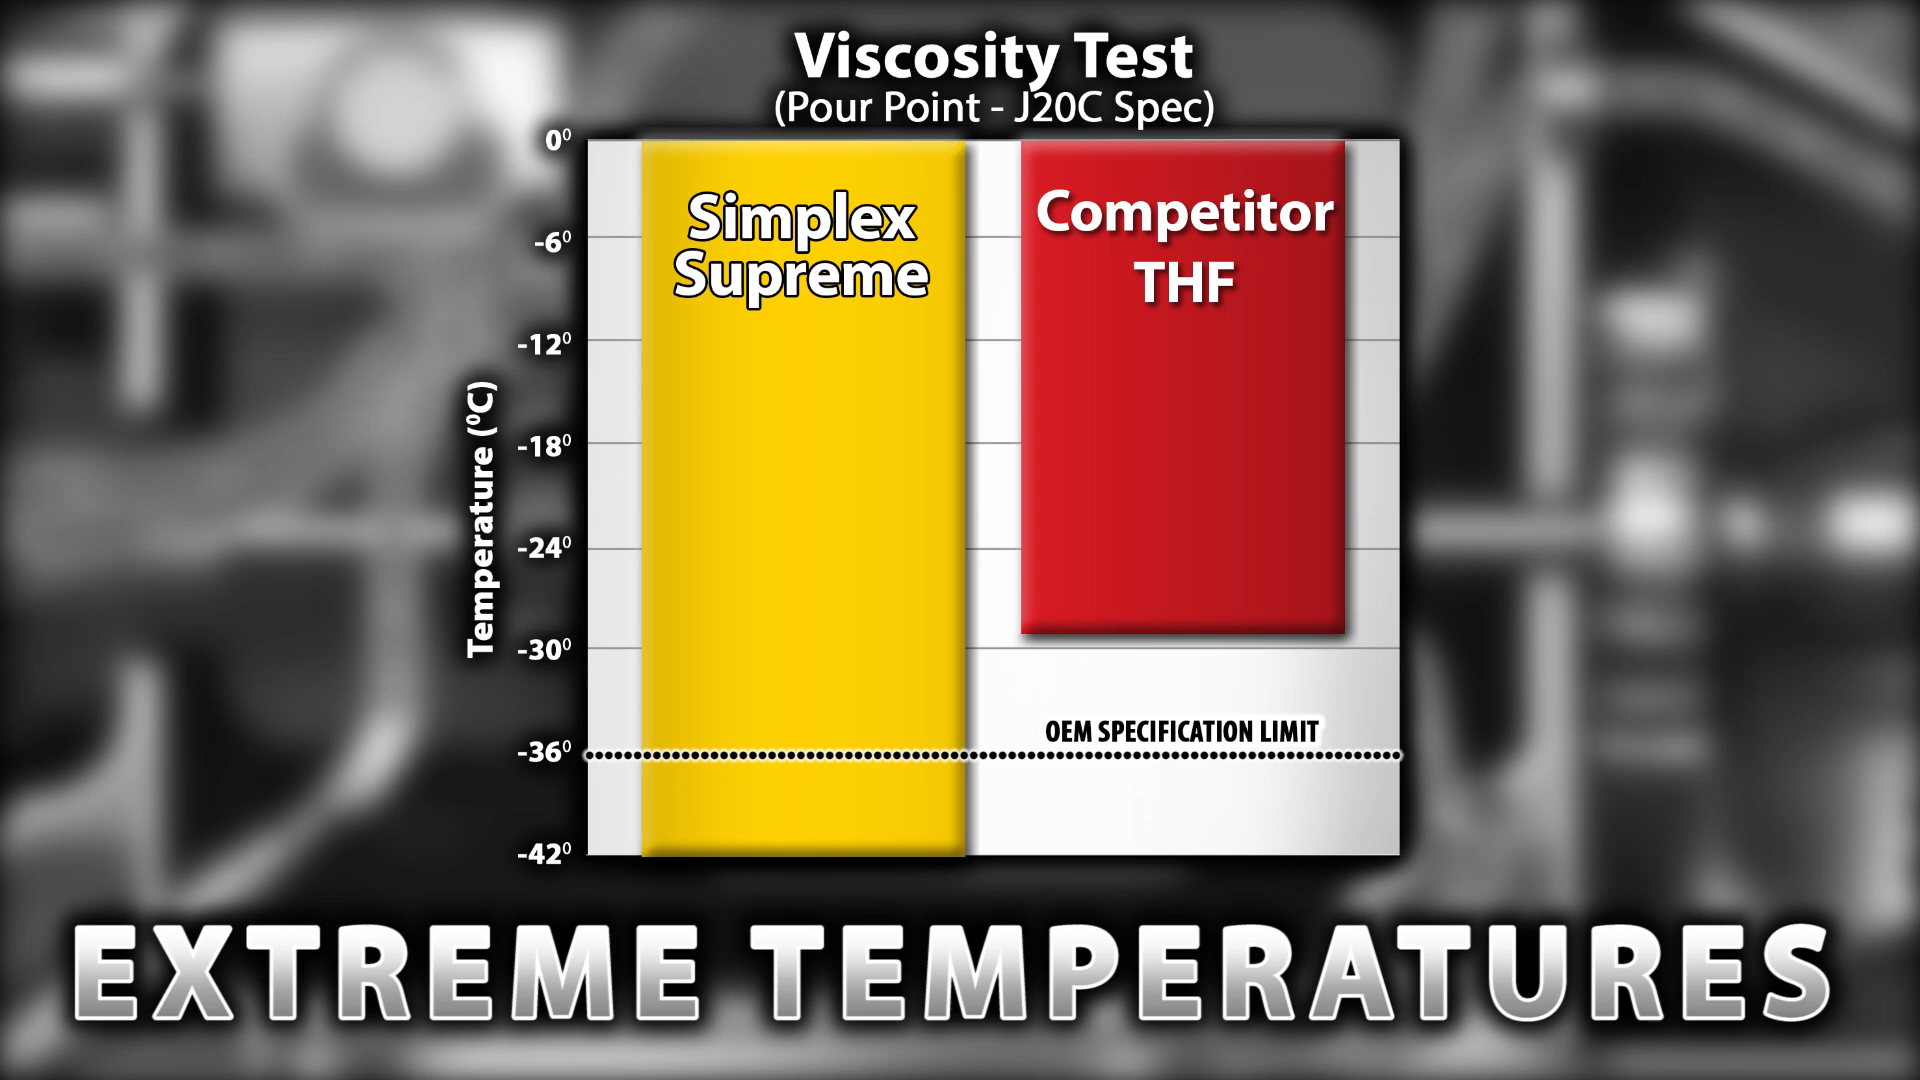 Viscosity Test
(Pour Point - J20C Spec)
0⁰
-6⁰
-12⁰
-18⁰
-24⁰
-30⁰
-36⁰
-42⁰
Temperature (⁰C)
Simplex
Supreme
Competitor
THF
OEM SPECIFICATION LIMIT
EXTREME TEMPERATURES